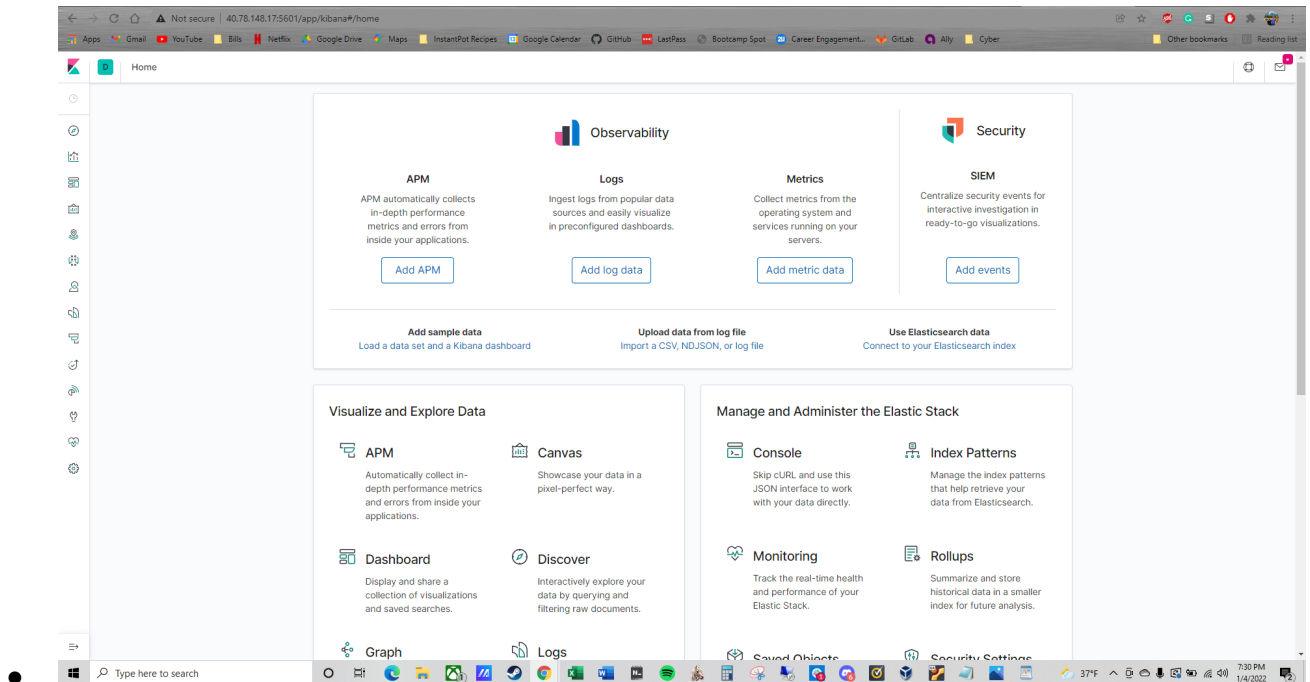 Not secure | 40.78.148.17:5601/app/kibana#/home
Apps Gmail YouTube Bills Netflix Google Drive Maps InstantPot Recipes Google Calendar GitHub LastPass Bootcamp Spot Career Engagement... GitLab Ally Cyber Other bookmarks Reading list
D Home
Observability
Security
APM
APM automatically collects
in-depth performance
metrics and errors from
inside your applications.
Add APM
Logs
Ingest logs from popular data
sources and easily visualize
in preconfigured dashboards.
Add log data
Metrics
Collect metrics from the
operating system and
services running on your
servers.
Add metric data
SIEM
Centralize security events for
interactive investigation in
ready-to-go visualizations.
Add events
Add sample data
Load a data set and a Kibana dashboard
Upload data from log file
Import a CSV, NDJSON, or log file
Use Elasticsearch data
Connect to your Elasticsearch index
Visualize and Explore Data
APM
Automatically collect in-
depth performance metrics
and errors from inside your
applications.
Canvas
Showcase your data in a
pixel-perfect way.
Dashboard
Display and share a
collection of visualizations
and saved searches.
Discover
Interactively explore your
data by querying and
filtering raw documents.
Graph
Logs
Manage and Administer the Elastic Stack
Console
Skip cURL and use this
JSON interface to work
with your data directly.
Index Patterns
Manage the index patterns
that help retrieve your
data from Elasticsearch.
Monitoring
Track the real-time health
and performance of your
Elastic Stack.
Rollups
Summarize and store
historical data in a smaller
index for future analysis.
Saved Objects
Security Settings
Type here to search
37°F
7:30 PM
1/4/2022